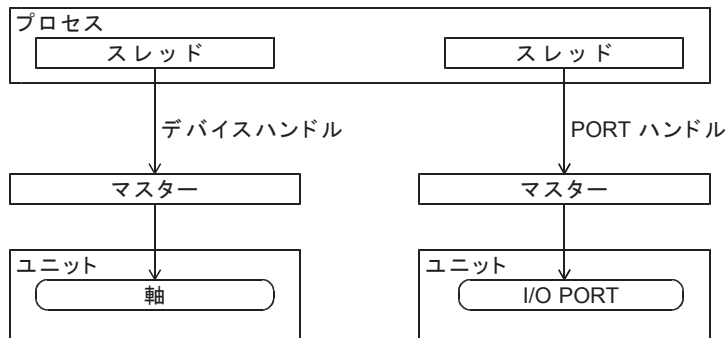 プロセス
スレッド
スレッド
デバイスハンドル
PORT ハンドル
マスター
マスター
ユニット
ユニット
軸
I/O PORT